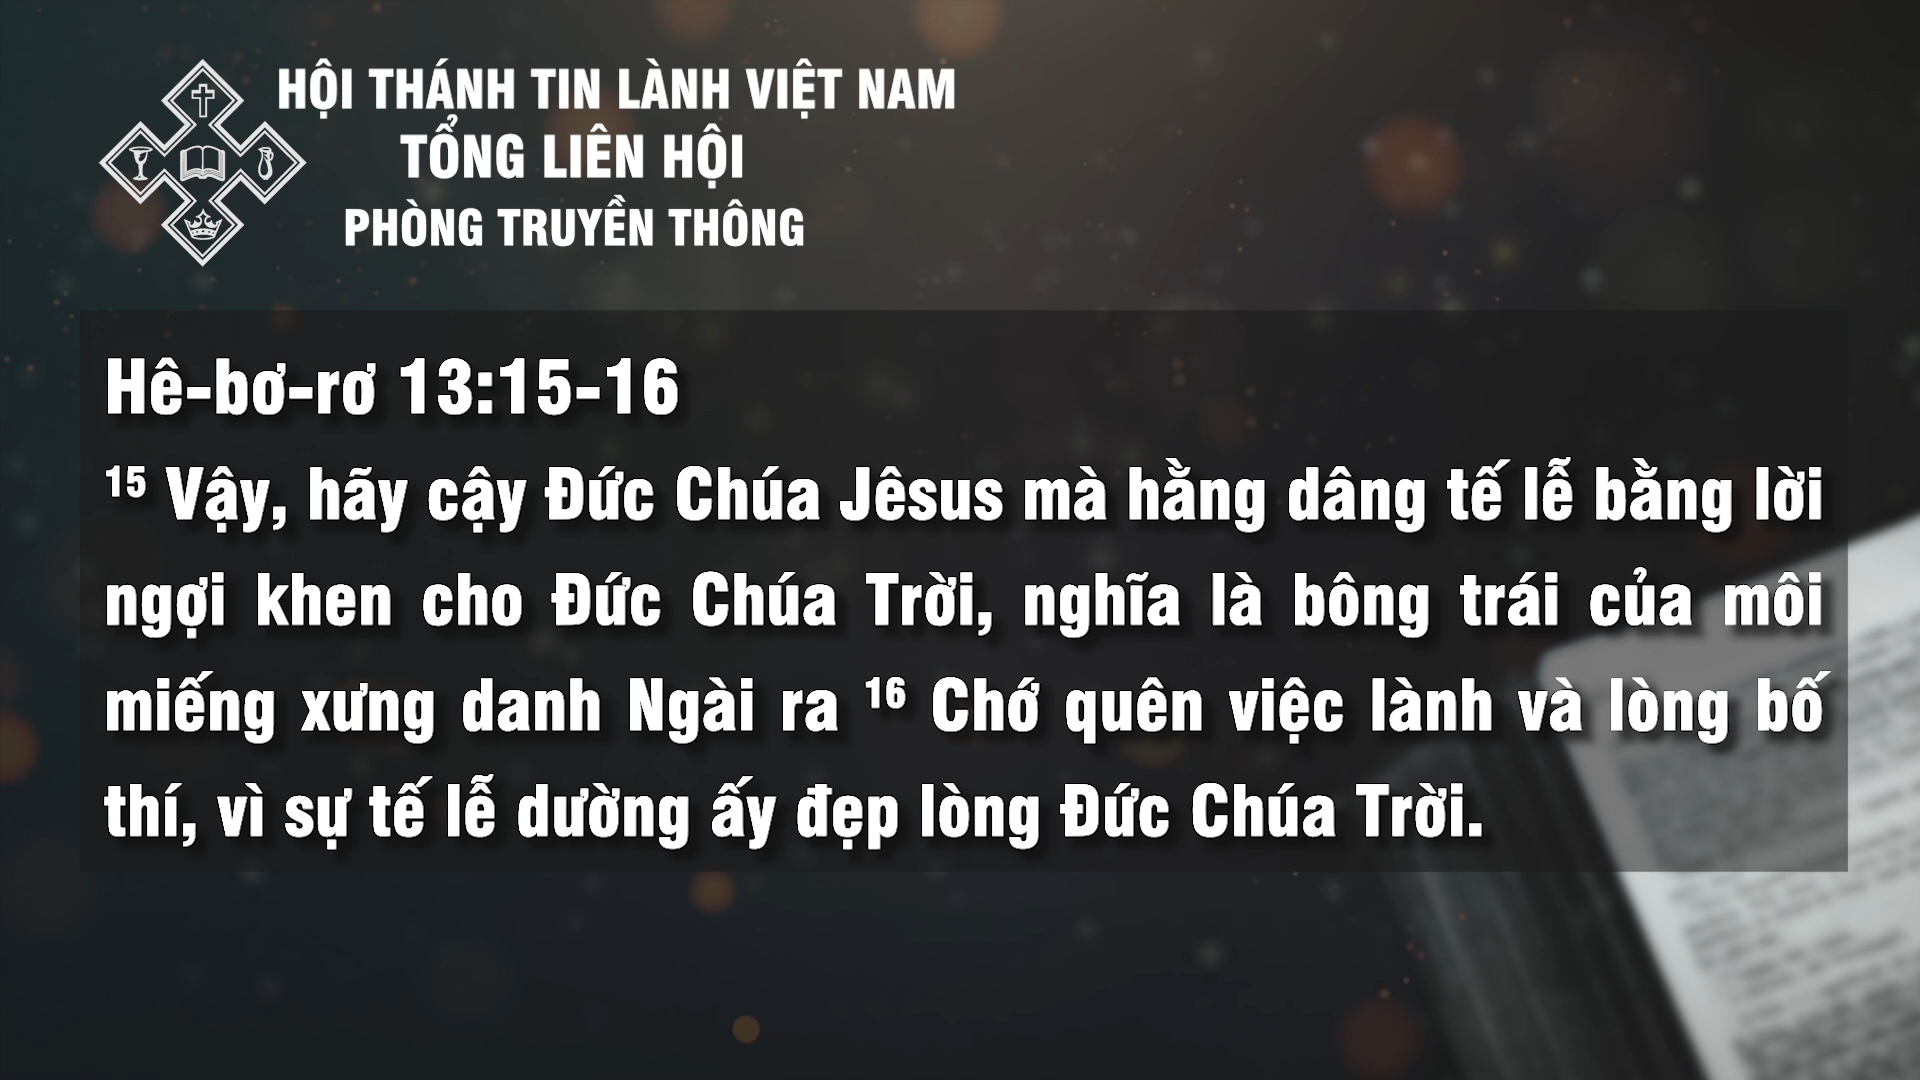 HỘI THÁNH TIN LÀNH VIỆT NAM
TỔNG LIÊN HỘI
PHÒNG TRUYỀN THÔNG
Hê-bơ-rơ 13:15-16
15 Vậy, hãy cậy Đức Chúa Jêsus mà hằng dâng tế lễ bằng lời
ngợi khen cho Đức Chúa Trời, nghĩa là bông trái của môi
miếng xưng danh Ngài ra 16 Chớ quên việc lành và lòng bố
thí, vì sự tế lễ dường ấy đẹp lòng Đức Chúa Trời.